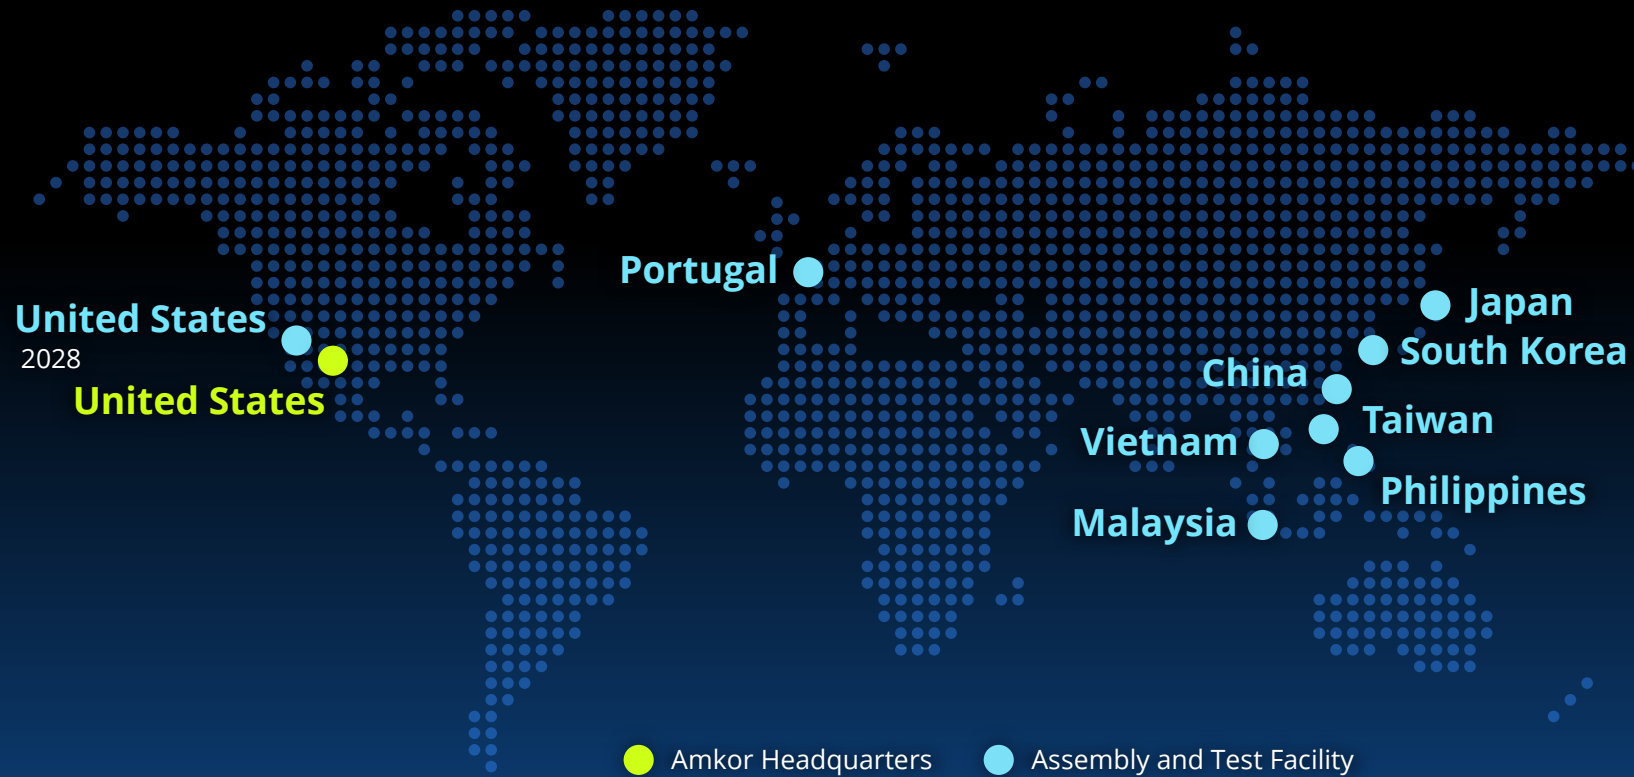 Portugal
United States
2028
United States
Japan
South Korea
China
Taiwan
Vietnam
Philippines
Malaysia
Amkor Headquarters
Assembly and Test Facility